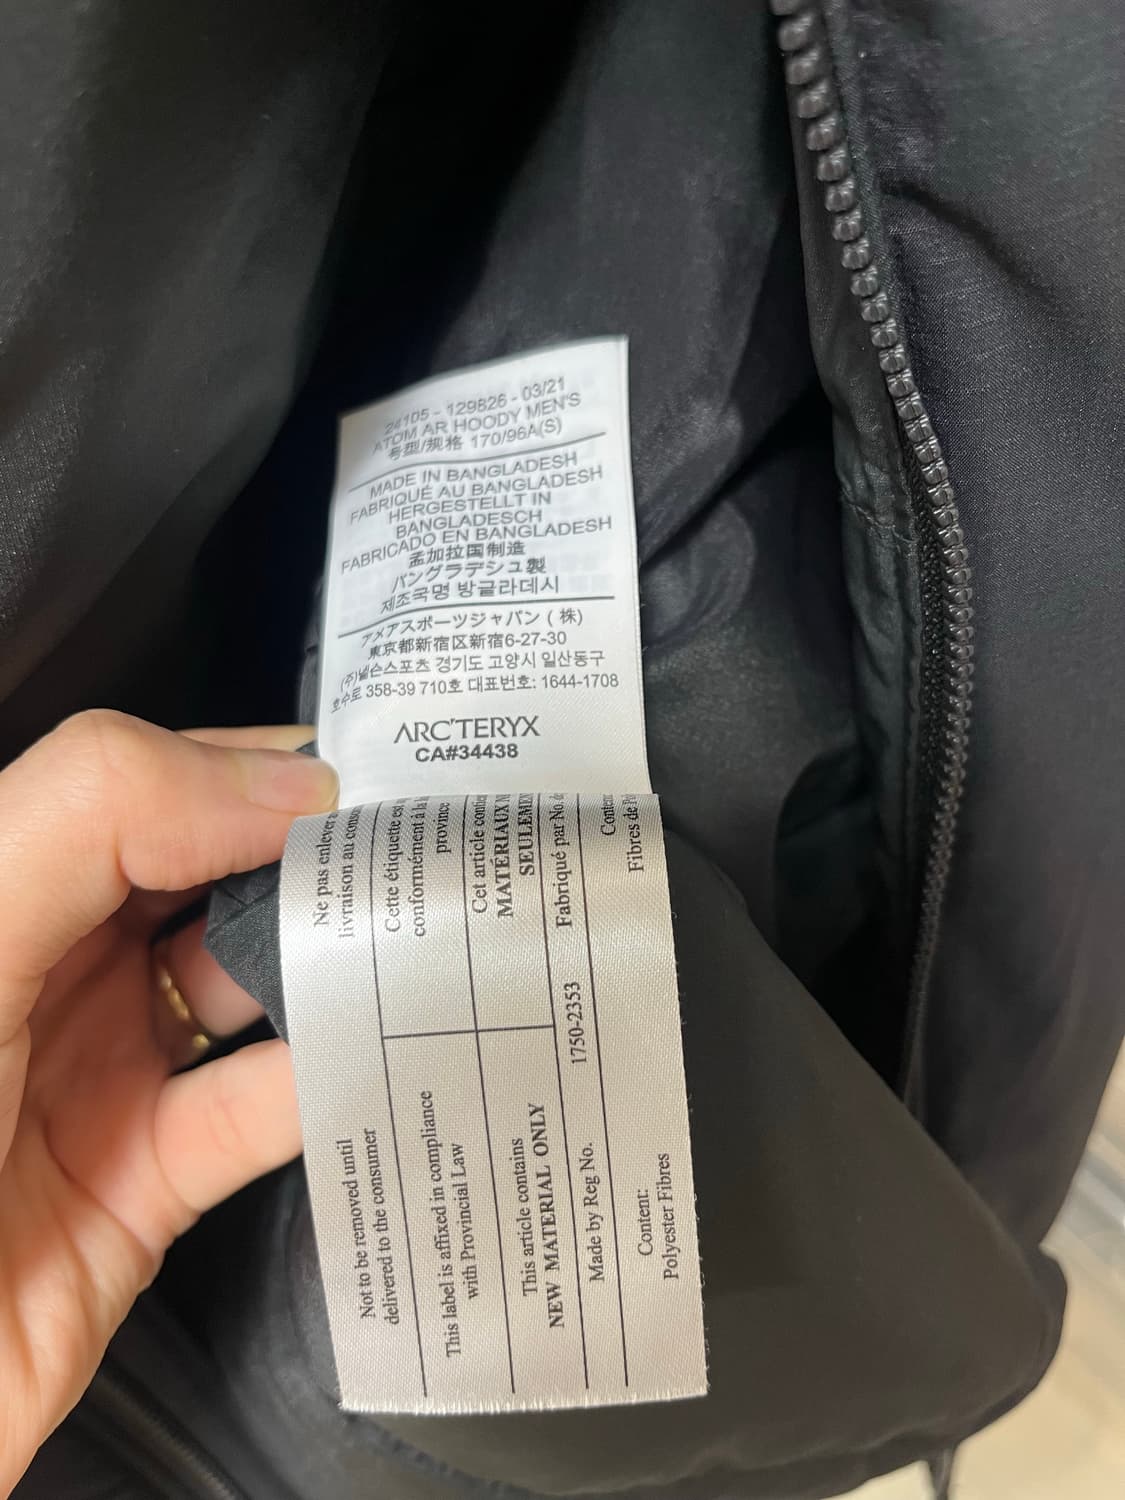 24105 - 129826 - 03/21
ATOM AR HOODY MEN'S
号型/规格 170/96A(S)
MADE IN BANGLADESH
FABRIQUÉ AU BANGLADESH
HERGESTELLT IN
BANGLADESCH
FABRICADO EN BANGLADESH
孟加拉国制造
バングラデシュ製
제조국명 방글라데시
アメアスポーツジャパン (株)
東京都新宿区新宿6-27-30
(주)넬슨스포츠 경기도 고양시 일산동구
호수로 358-39 710호 대표번호: 1644-1708
ARC'TERYX
CA#34438
Ne pas enlever
livraison au
Cette étiquette est
conformément à la
province
Cet article
MATÉRIAUX
Fabriqué par No.
Fibres de
Not to be removed until
delivered to the consumer
This label is affixed in compliance
with Provincial Law
This article contains
NEW MATERIAL ONLY
Made by Reg No. 1750-2353
Content:
Polyester Fibres